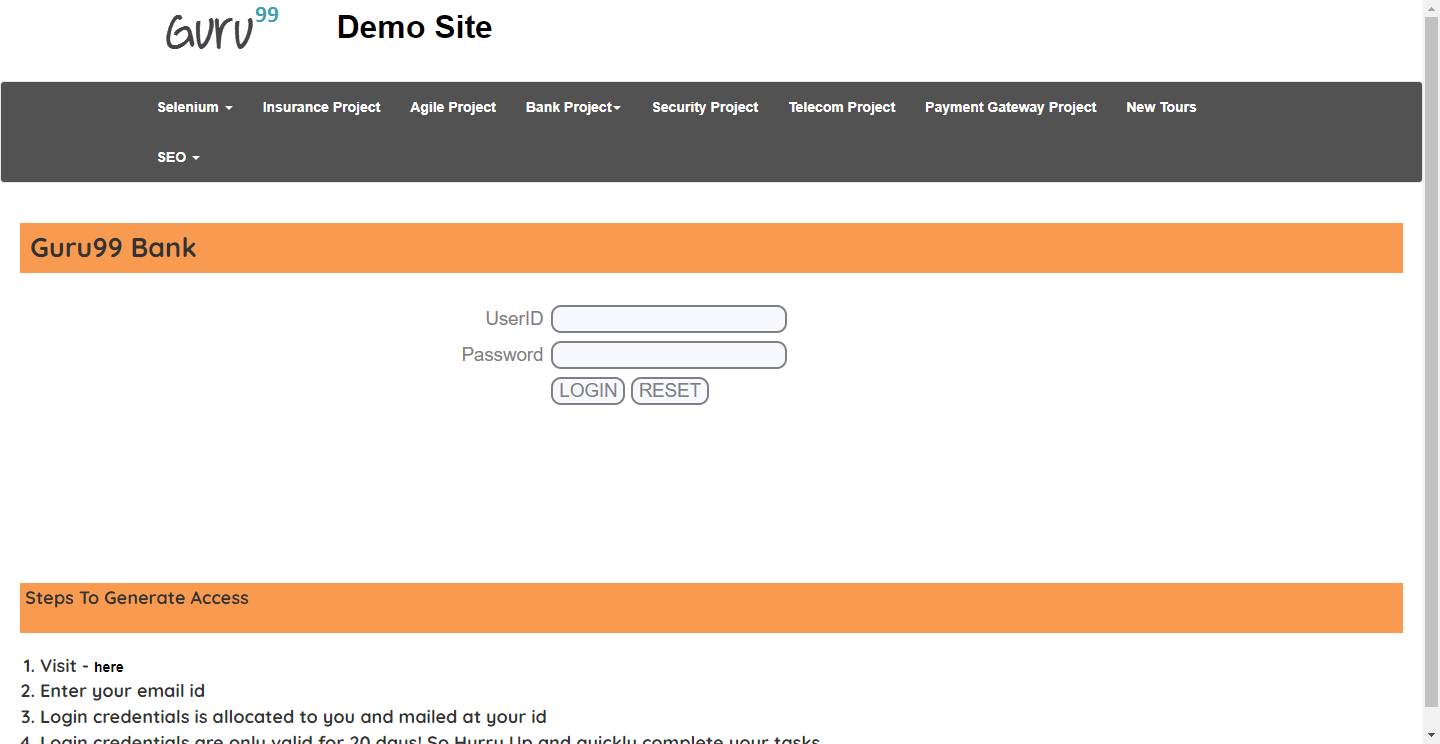 Guru99 Demo Site
Selenium Insurance Project Agile Project Bank Project Security Project Telecom Project Payment Gateway Project New Tours
SEO
Guru99 Bank
UserID
Password
LOGIN RESET
Steps To Generate Access
1. Visit - here
2. Enter your email id
3. Login credentials is allocated to you and mailed at your id
4. Login credentials are only valid for 20 days! So Hurry Up and quickly complete your tasks